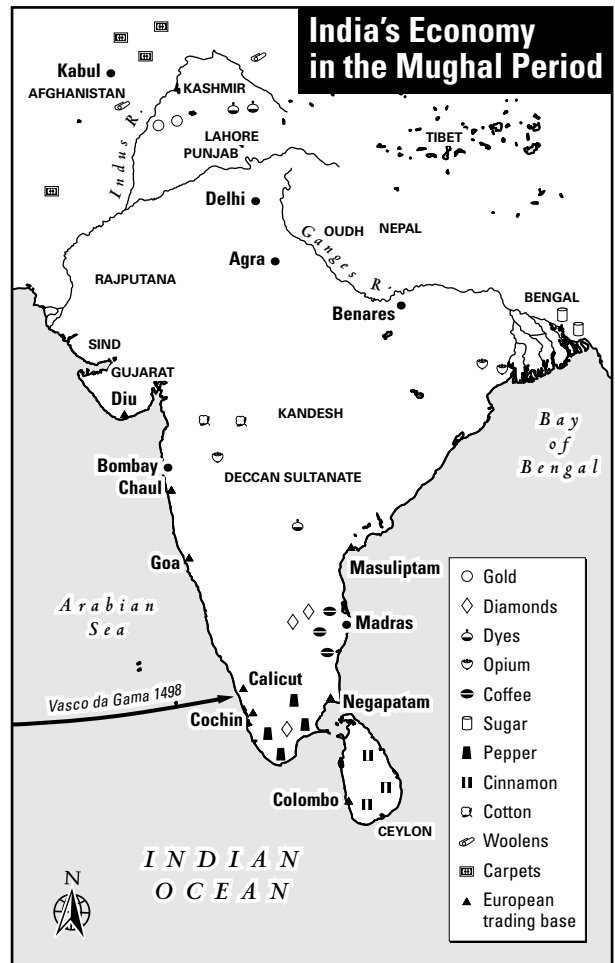 India's Economy
in the Mughal Period
Kabul
AFGHANISTAN
KASHMIR
Indus R.
LAHORE
PUNJAB
TIBET
Delhi
OUDH
NEPAL
Ganges R.
Agra
RAJPUTANA
Benares
BENGAL
SIND
GUJARAT
Diu
KANDESH
Bay
of
Bengal
Bombay
Chaul
DECCAN SULTANATE
Goa
Masuliptam
Arabian
Sea
Madras
Calicut
Vasco da Gama 1498
Cochin
Negapatam
Colombo
CEYLON
INDIAN
OCEAN
N
Gold
Diamonds
Dyes
Opium
Coffee
Sugar
Pepper
Cinnamon
Cotton
Woolens
Carpets
European
trading base